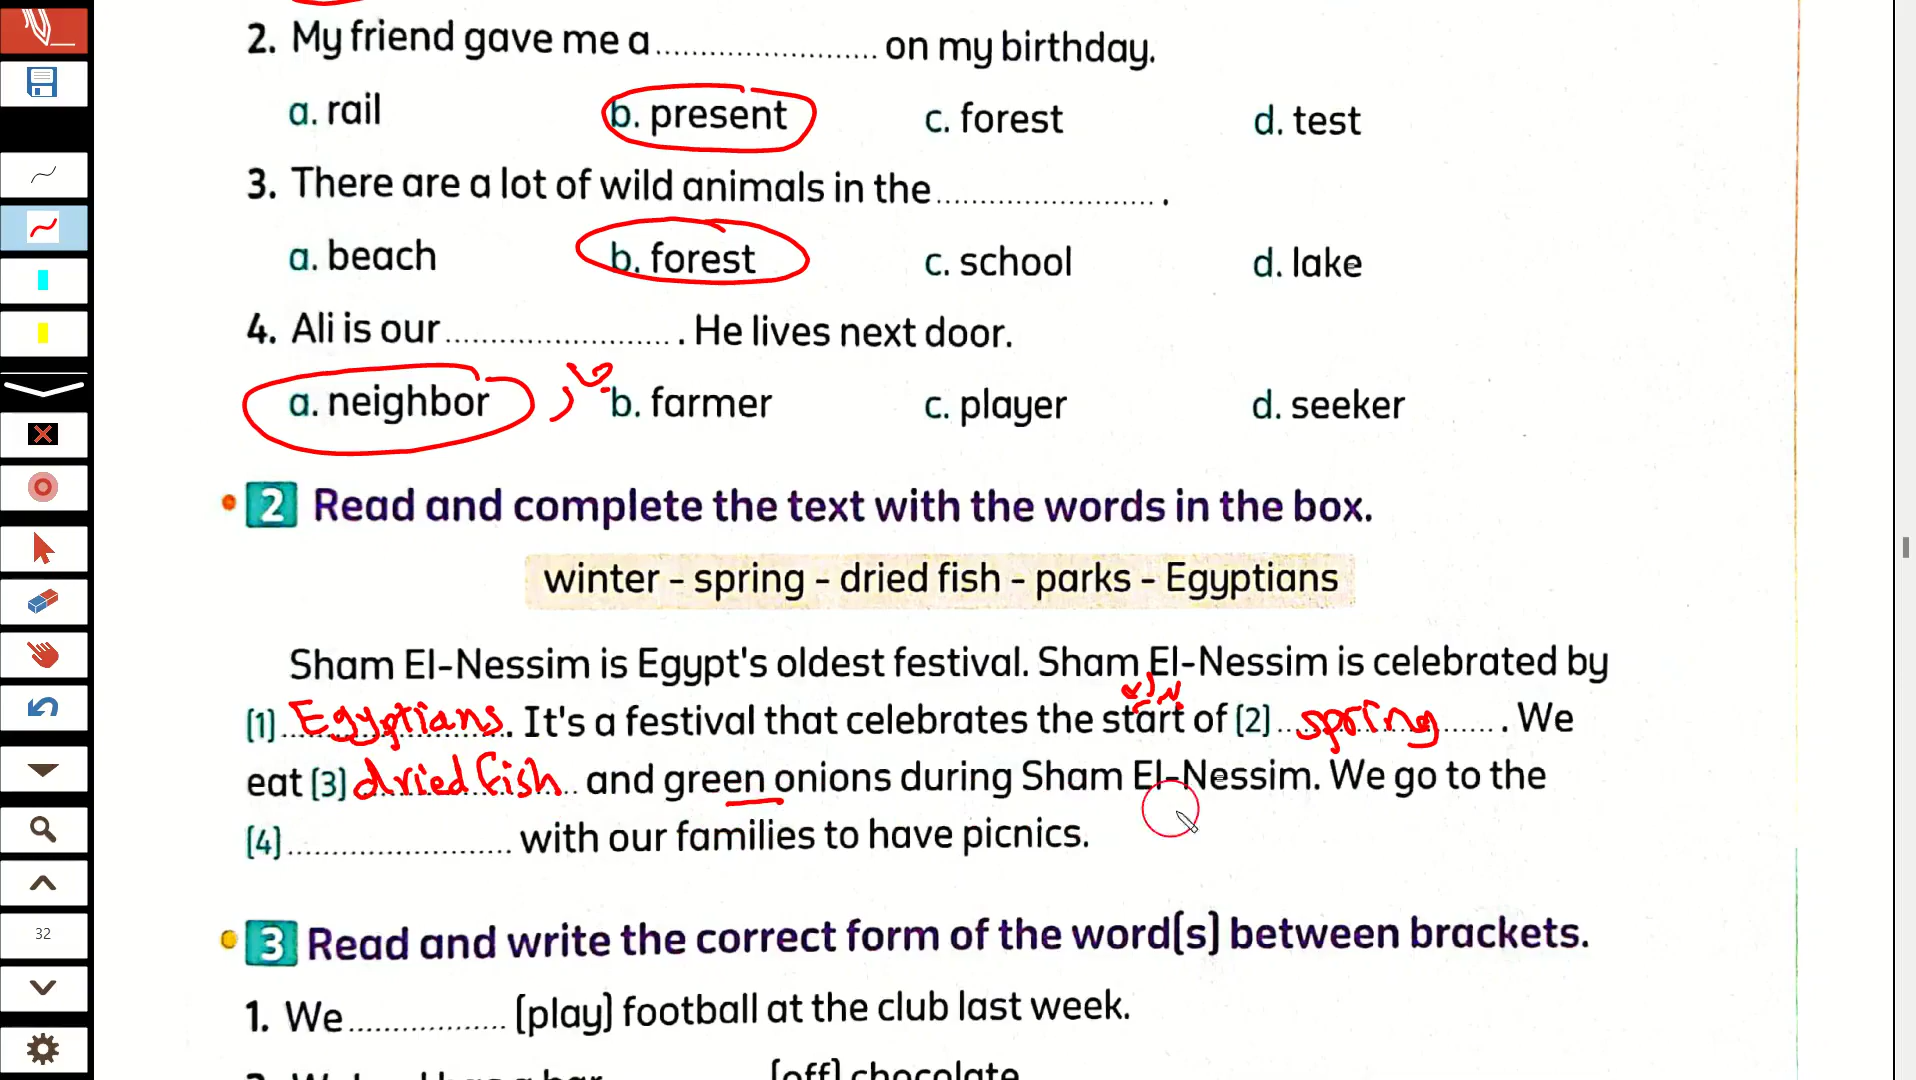 2. My friend gave me a ........................ on my birthday.
a. rail b. present c. forest d. test
3. There are a lot of wild animals in the ........................ .
a. beach b. forest c. school d. lake
4. Ali is our ........................ . He lives next door.
a. neighbor b. farmer c. player d. seeker
2 Read and complete the text with the words in the box.
winter - spring - dried fish - parks - Egyptians
Sham El-Nessim is Egypt's oldest festival. Sham El-Nessim is celebrated by
[1] Egyptians. It's a festival that celebrates the start of [2] spring. We
eat [3] dried fish and green onions during Sham El-Nessim. We go to the
[4] ........................ with our families to have picnics.
3 Read and write the correct form of the word(s) between brackets.
1. We ................. (play) football at the club last week.
(off) chocolate
32